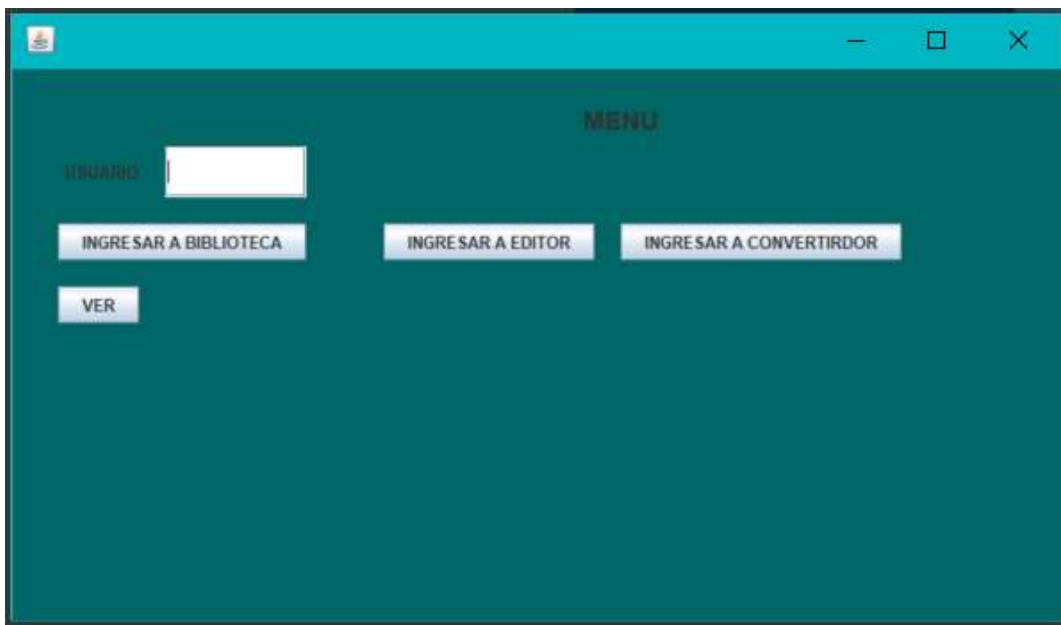 MENU
USUARIO
INGRESAR A BIBLIOTECA
INGRESAR A EDITOR
INGRESAR A CONVERTIRDOR
VER